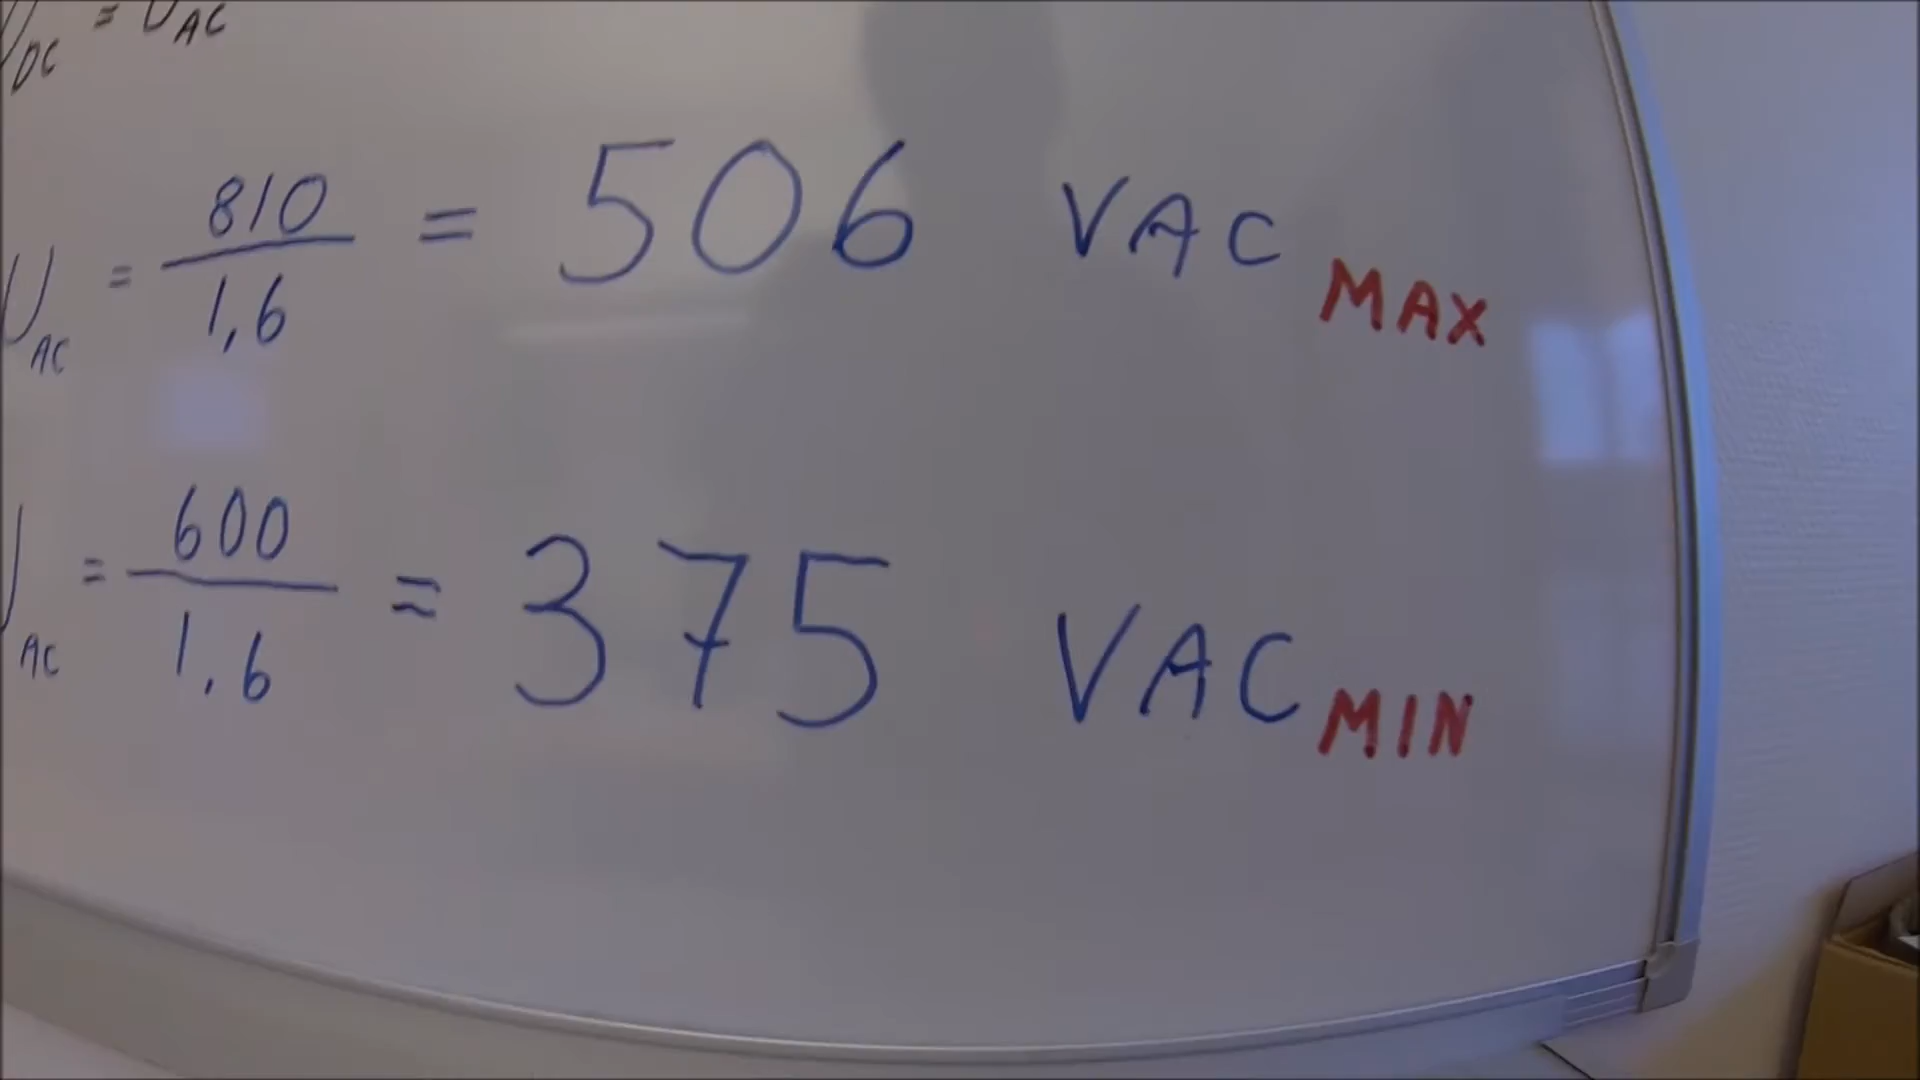 U_DC = U_AC
U_AC = 810 / 1,6 = 506 VAC MAX
U_AC = 600 / 1,6 = 375 VAC MIN